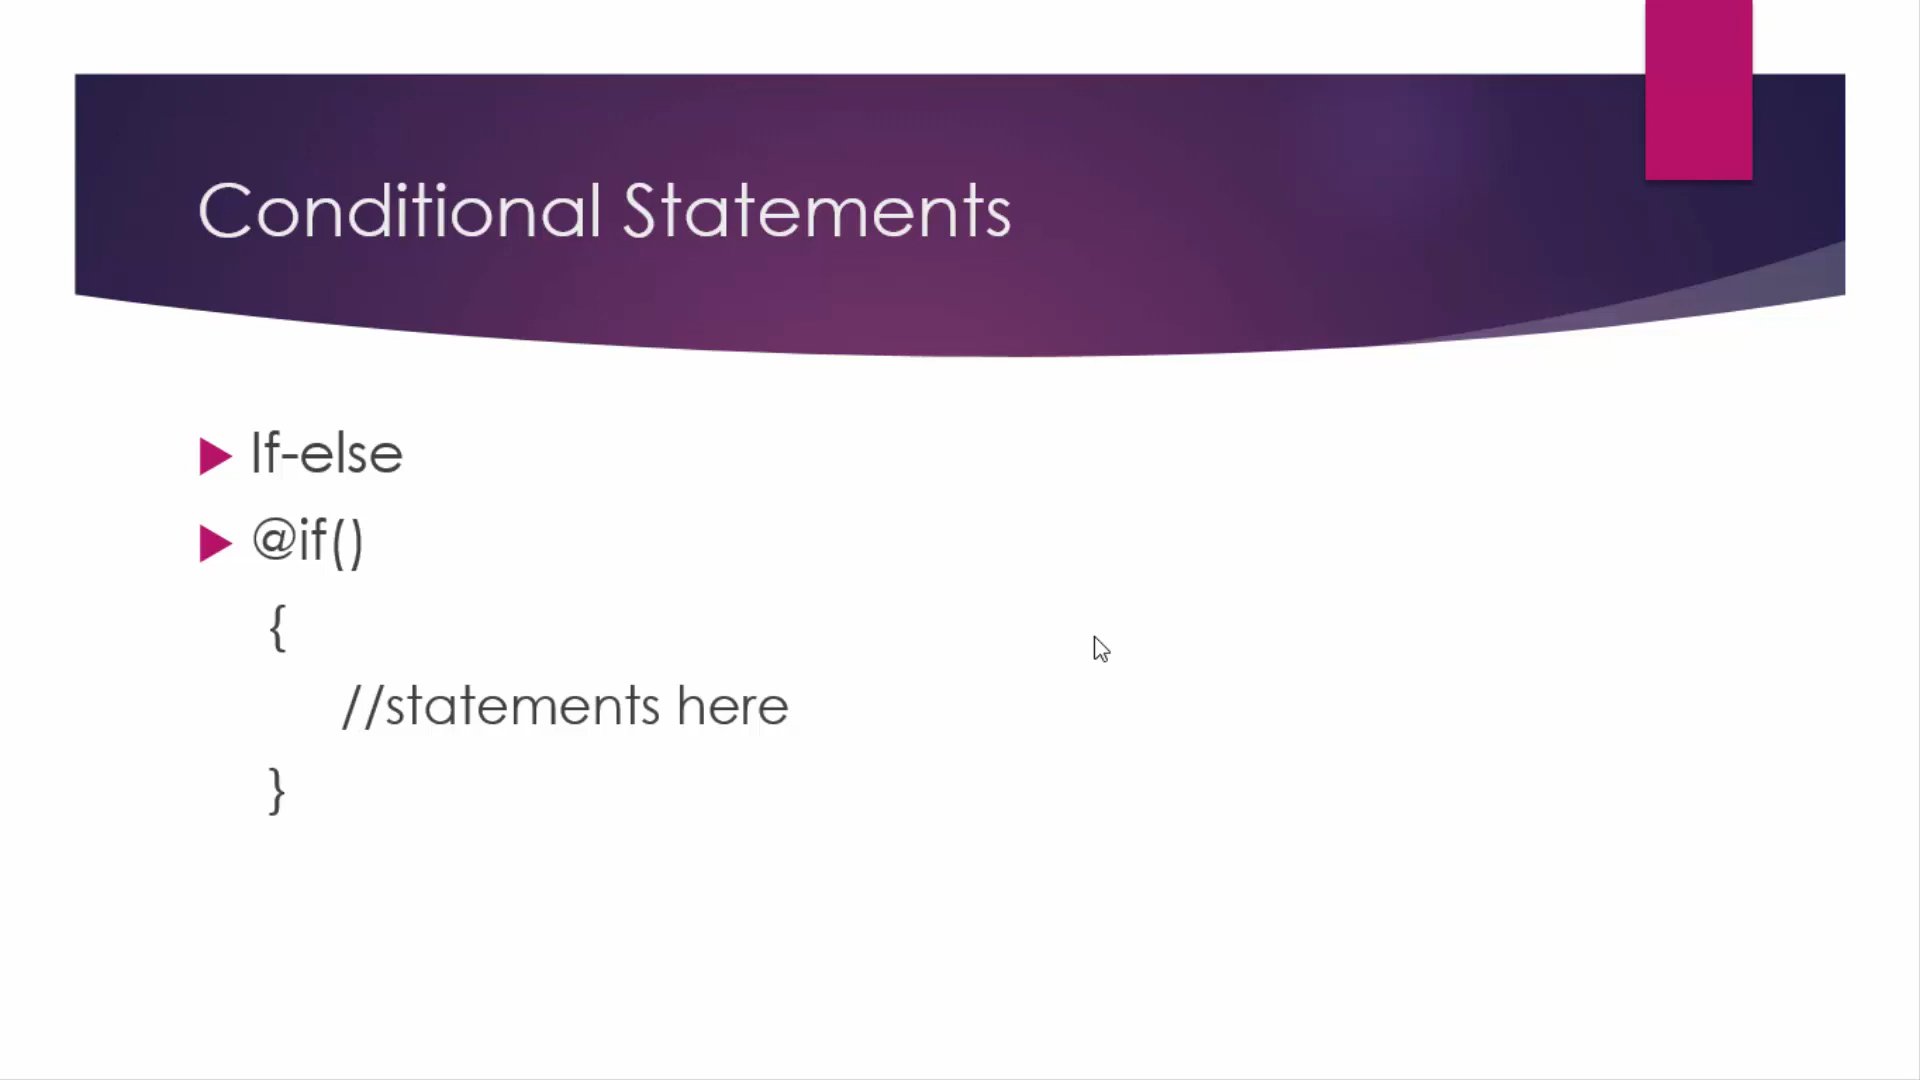 Conditional Statements
If-else
@if()
{
//statements here
}